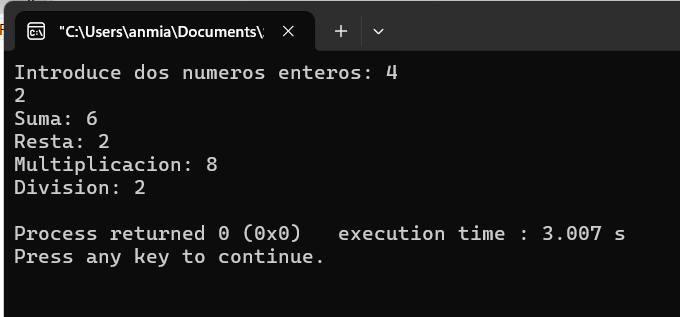 "C:\Users\anmia\Documents\
Introduce dos numeros enteros: 4
2
Suma: 6
Resta: 2
Multiplicacion: 8
Division: 2
Process returned 0 (0x0)   execution time : 3.007 s
Press any key to continue.